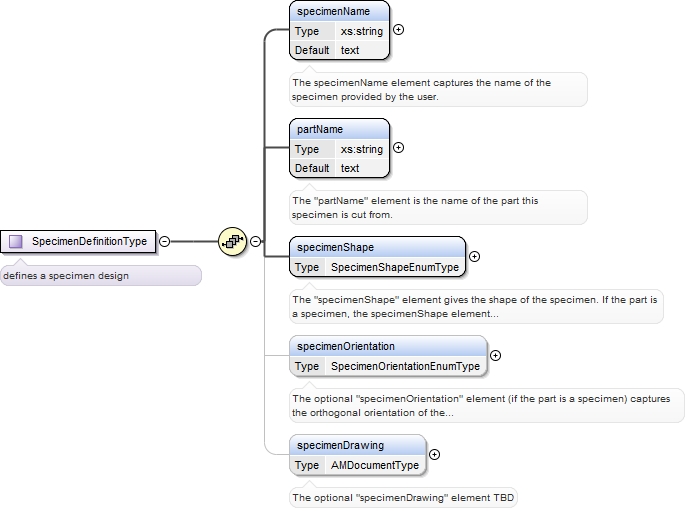 specimenName
Type xs:string
Default text
The specimenName element captures the name of the
specimen provided by the user.
partName
Type xs:string
Default text
The "partName" element is the name of the part this
specimen is cut from.
SpecimenDefinitionType
defines a specimen design
specimenShape
Type SpecimenShapeEnumType
The "specimenShape" element gives the shape of the specimen. If the part is
a specimen, the specimenShape element...
specimenOrientation
Type SpecimenOrientationEnumType
The optional "specimenOrientation" element (if the part is a specimen) captures
the orthogonal orientation of the...
specimenDrawing
Type AMDocumentType
The optional "specimenDrawing" element TBD